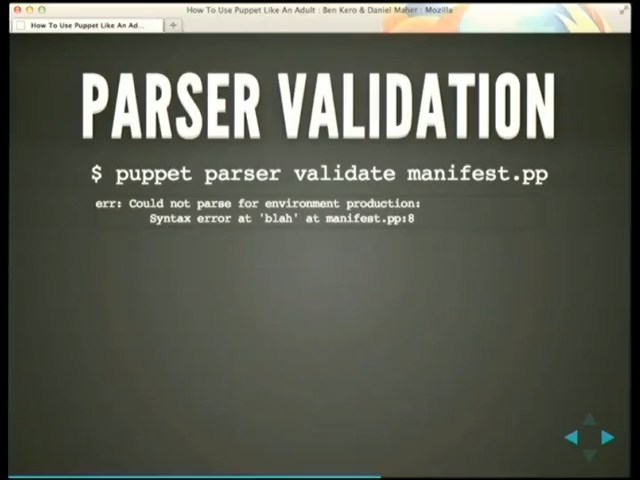 How To Use Puppet Like An Adult : Ben Kero & Daniel Maher : Mozilla
How To Use Puppet Like An Ad...
PARSER VALIDATION
$ puppet parser validate manifest.pp
err: Could not parse for environment production:
Syntax error at 'blah' at manifest.pp:8